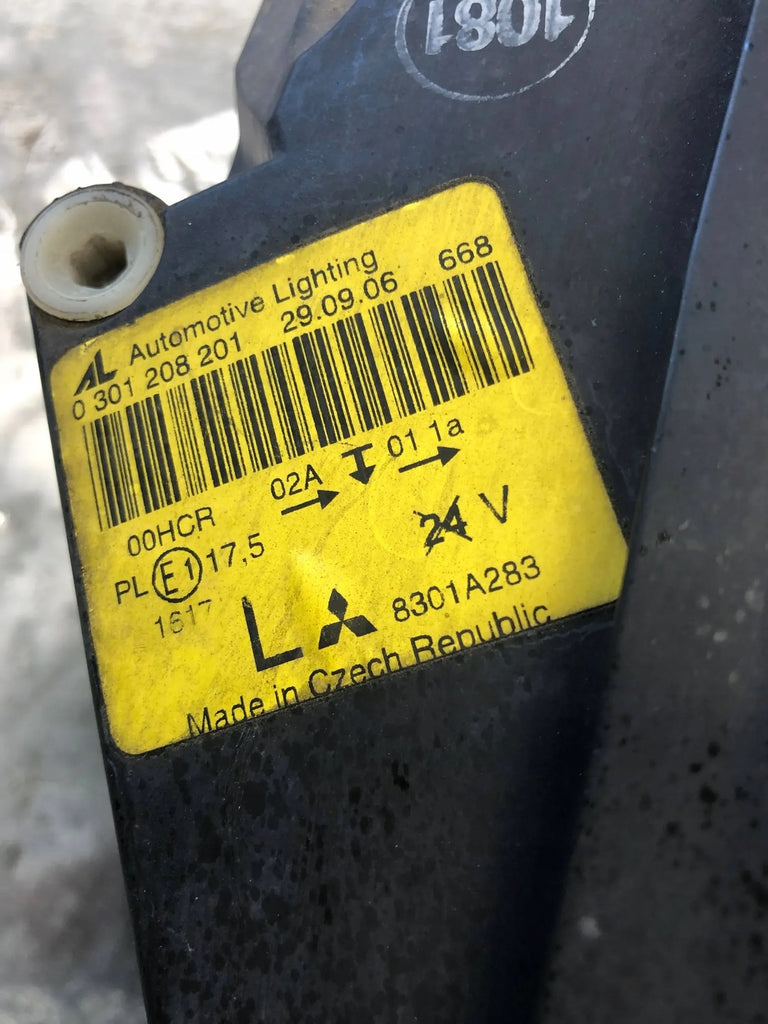 1081
AL Automotive Lighting
0 301 208 201 29.09.06 668
00HCR 02A 01 1a
PL E1 17,5 24 V
1617
L 8301A283
Made in Czech Republic